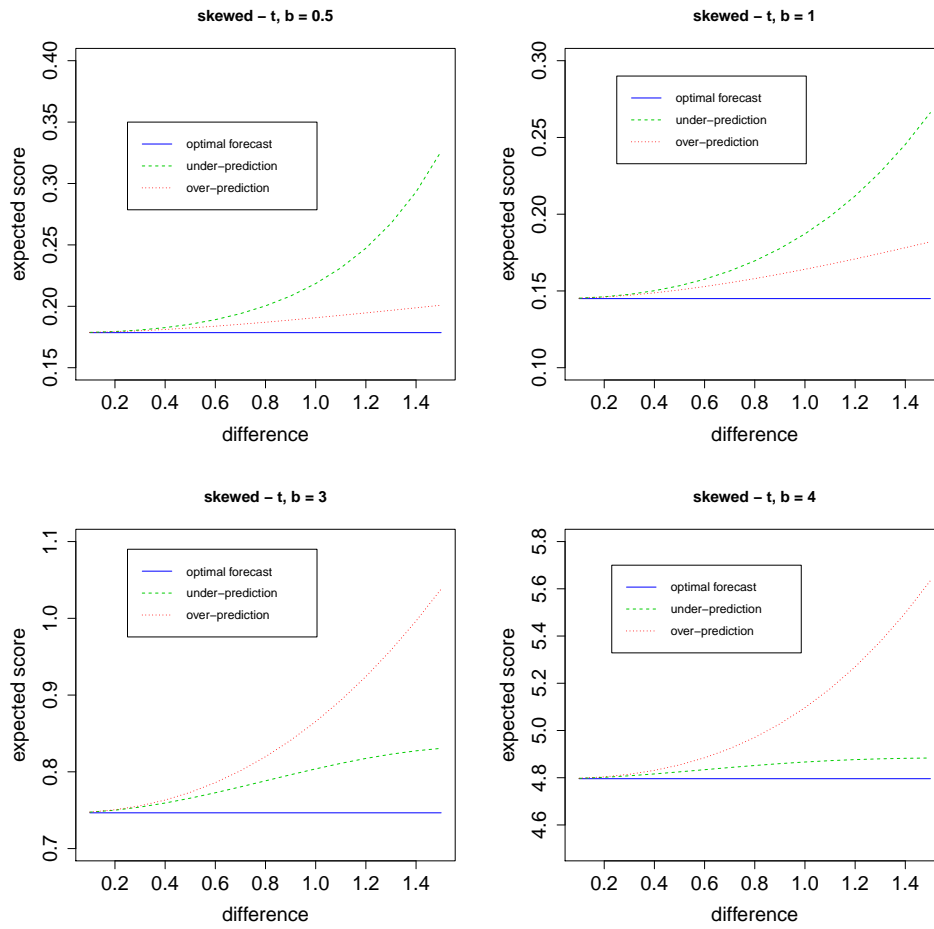 skewed − t, b = 0.5
expected score
0.15 0.20 0.25 0.30 0.35 0.40
optimal forecast
under−prediction
over−prediction
0.2 0.4 0.6 0.8 1.0 1.2 1.4
difference
skewed − t, b = 1
expected score
0.10 0.15 0.20 0.25 0.30
optimal forecast
under−prediction
over−prediction
0.2 0.4 0.6 0.8 1.0 1.2 1.4
difference
skewed − t, b = 3
expected score
0.7 0.8 0.9 1.0 1.1
optimal forecast
under−prediction
over−prediction
0.2 0.4 0.6 0.8 1.0 1.2 1.4
difference
skewed − t, b = 4
expected score
4.6 4.8 5.0 5.2 5.4 5.6 5.8
optimal forecast
under−prediction
over−prediction
0.2 0.4 0.6 0.8 1.0 1.2 1.4
difference